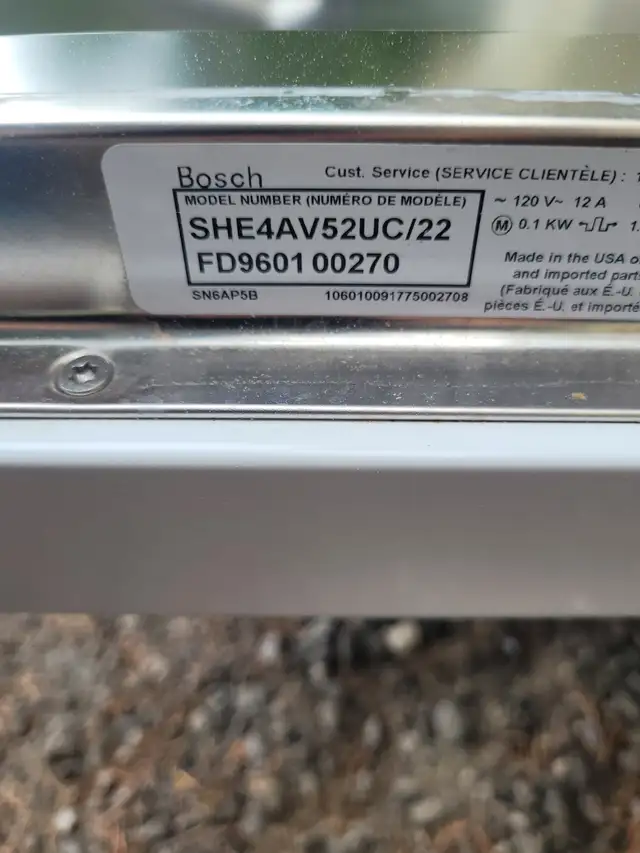 Bosch
Cust. Service (SERVICE CLIENTÈLE) :
MODEL NUMBER (NUMÉRO DE MODÈLE)
SHE4AV52UC/22
FD9601 00270
SN6AP5B 106010091775002708
~ 120 V~ 12 A
M 0.1 KW 1.
Made in the USA
and imported parts
(Fabriqué aux É.-U.
pièces É.-U. et importé